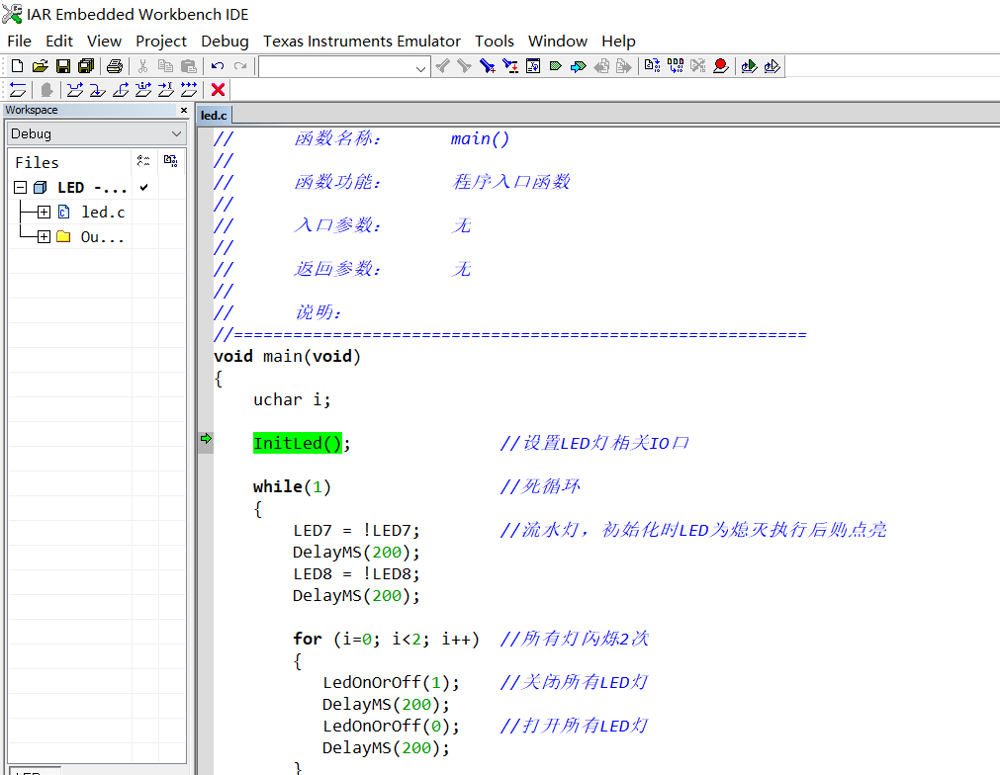 IAR Embedded Workbench IDE
File Edit View Project Debug Texas Instruments Emulator Tools Window Help
Workspace
led.c
Debug
Files
LED -...
led.c
Ou...
// 函数名称: main()
//
// 函数功能: 程序入口函数
//
// 入口参数: 无
//
// 返回参数: 无
//
// 说明:
//==========================================================
void main(void)
{
uchar i;
InitLed(); //设置LED灯相关IO口
while(1) //死循环
{
LED7 = !LED7; //流水灯，初始化时LED为熄灭执行后则点亮
DelayMS(200);
LED8 = !LED8;
DelayMS(200);
for (i=0; i<2; i++) //所有灯闪烁2次
{
LedOnOrOff(1); //关闭所有LED灯
DelayMS(200);
LedOnOrOff(0); //打开所有LED灯
DelayMS(200);
}